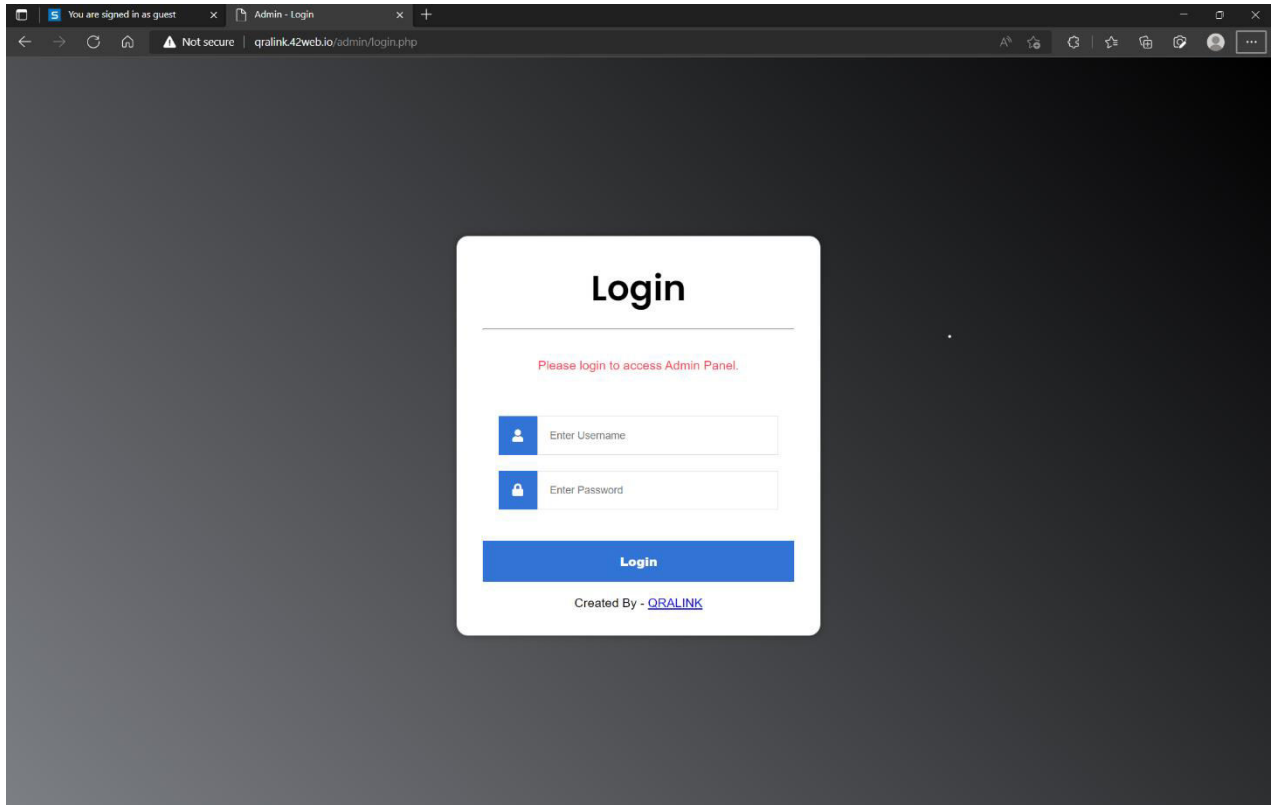 You are signed in as guest
Admin - Login
Not secure qralink.42web.io/admin/login.php
Login
Please login to access Admin Panel.
Enter Username
Enter Password
Login
Created By - QRALINK